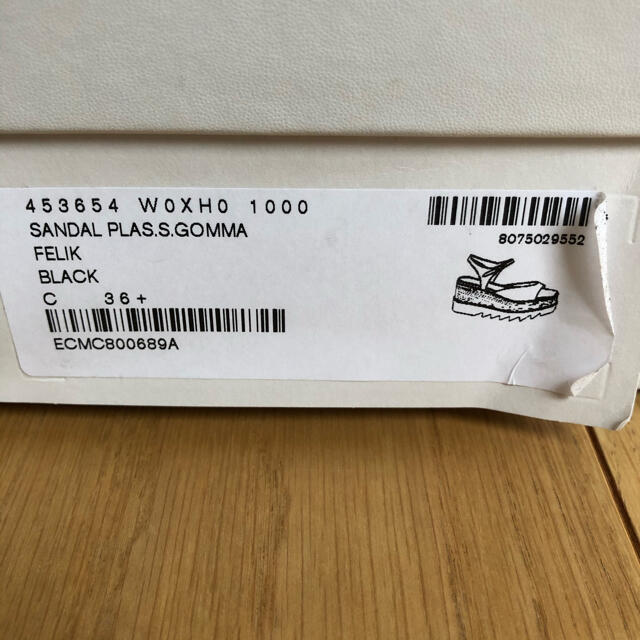 453654 W0XH0 1000
SANDAL PLAS.S.GOMMA
FELIK
BLACK
C 36+
ECMC800689A
8075029552